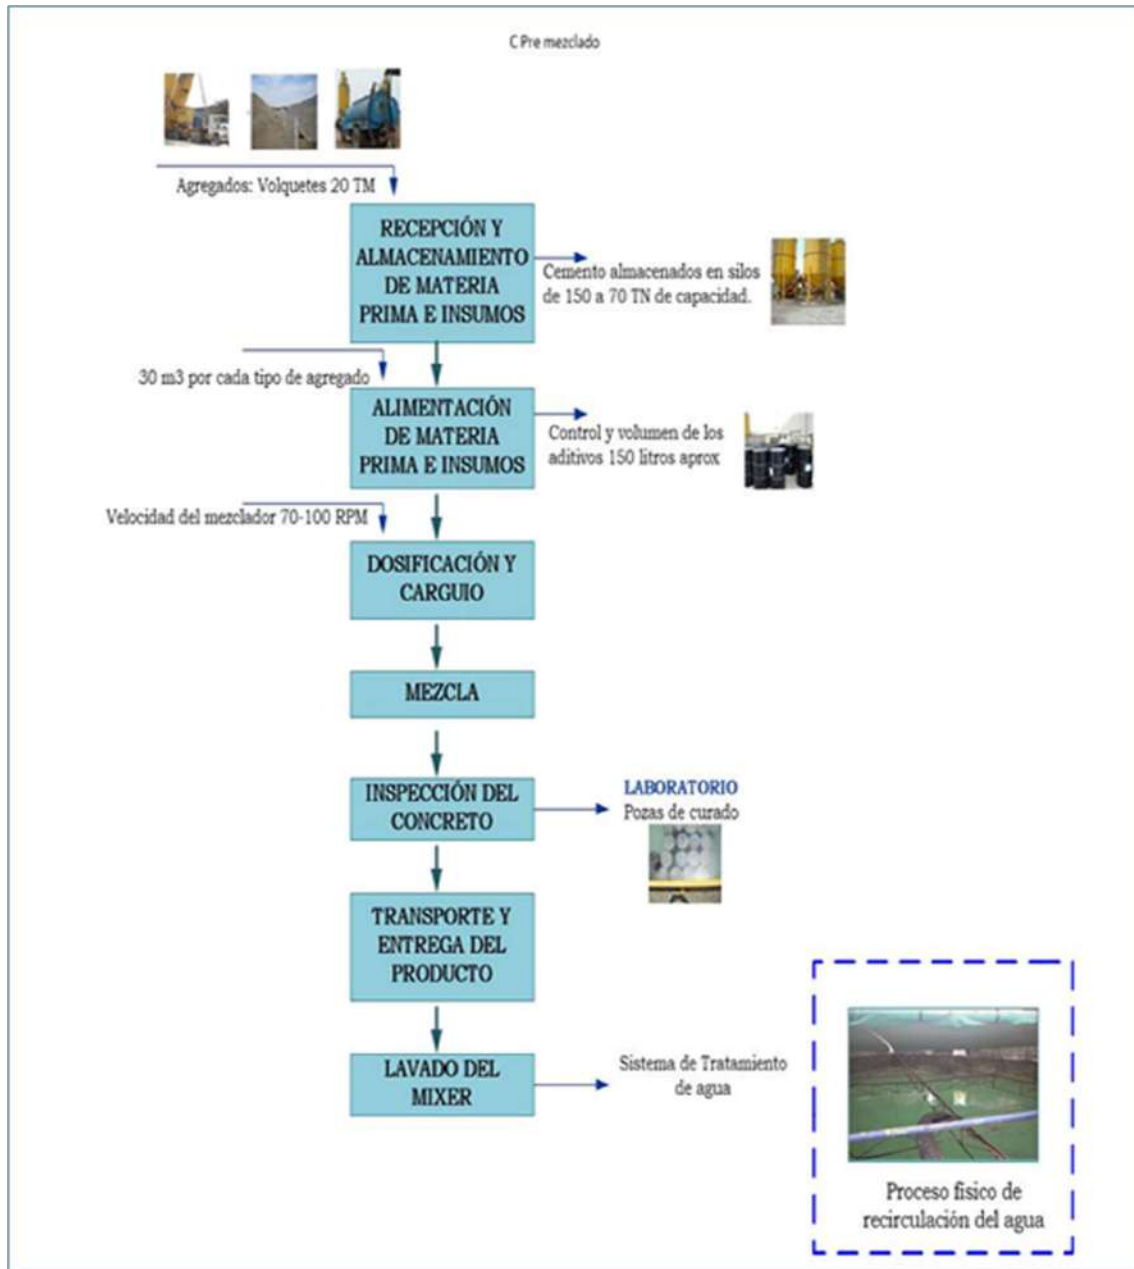 C Pre mezclado
Agregados: Volquetes 20 TM
RECEPCIÓN Y
ALMACENAMIENTO
DE MATERIA
PRIMA E INSUMOS
Cemento almacenados en silos
de 150 a 70 TN de capacidad.
30 m3 por cada tipo de agregado
ALIMENTACIÓN
DE MATERIA
PRIMA E INSUMOS
Control y volumen de los
aditivos 150 litros aprox
Velocidad del mezclador 70-100 RPM
DOSIFICACIÓN Y
CARGUIO
MEZCLA
INSPECCIÓN DEL
CONCRETO
LABORATORIO
Pozas de curado
TRANSPORTE Y
ENTREGA DEL
PRODUCTO
LAVADO DEL
MIXER
Sistema de Tratamiento
de agua
Proceso fisico de
recirculación del agua